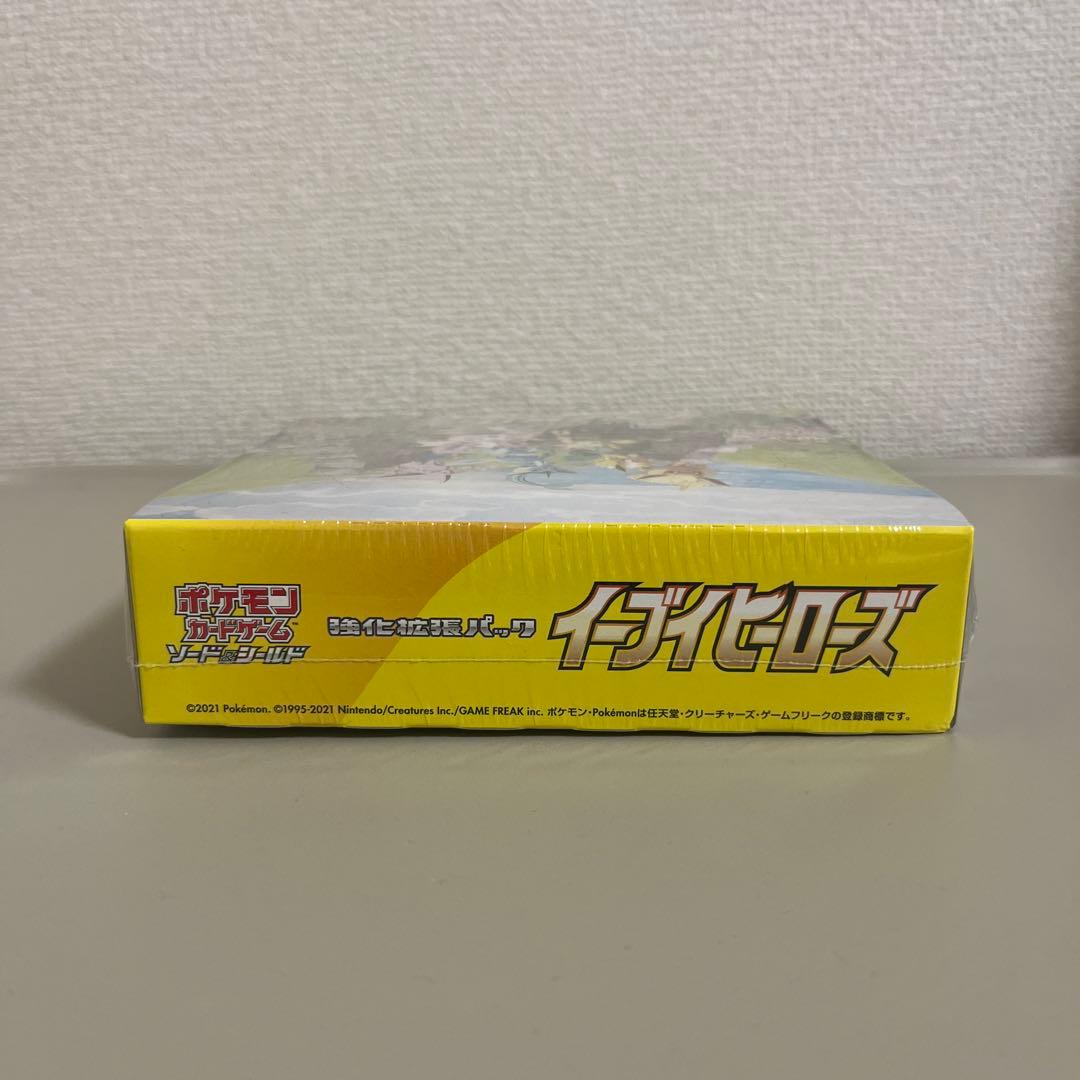 ポケモン
カードゲーム™
ソード&シールド
強化拡張パック
イーブイヒーローズ
©2021 Pokémon. ©1995-2021 Nintendo/Creatures Inc./GAME FREAK inc. ポケモン・Pokémonは任天堂・クリーチャーズ・ゲームフリークの登録商標です。